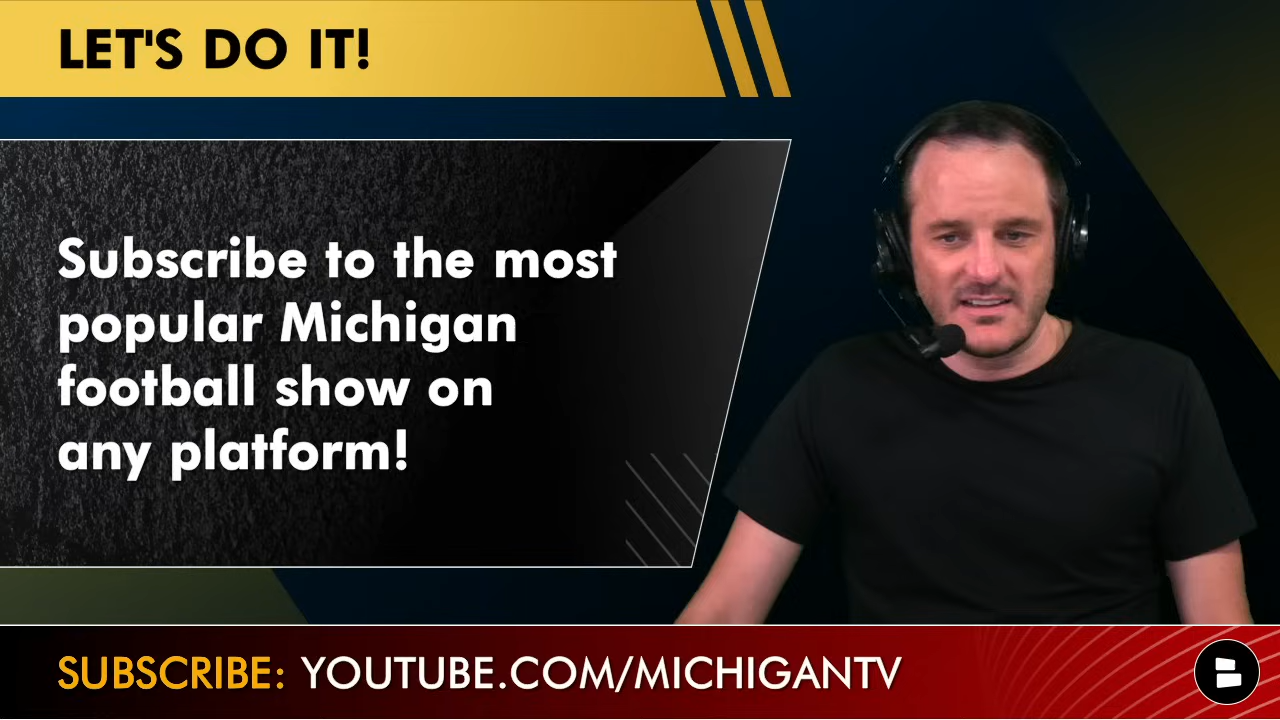 LET'S DO IT!
Subscribe to the most
popular Michigan
football show on
any platform!
SUBSCRIBE: YOUTUBE.COM/MICHIGANTV